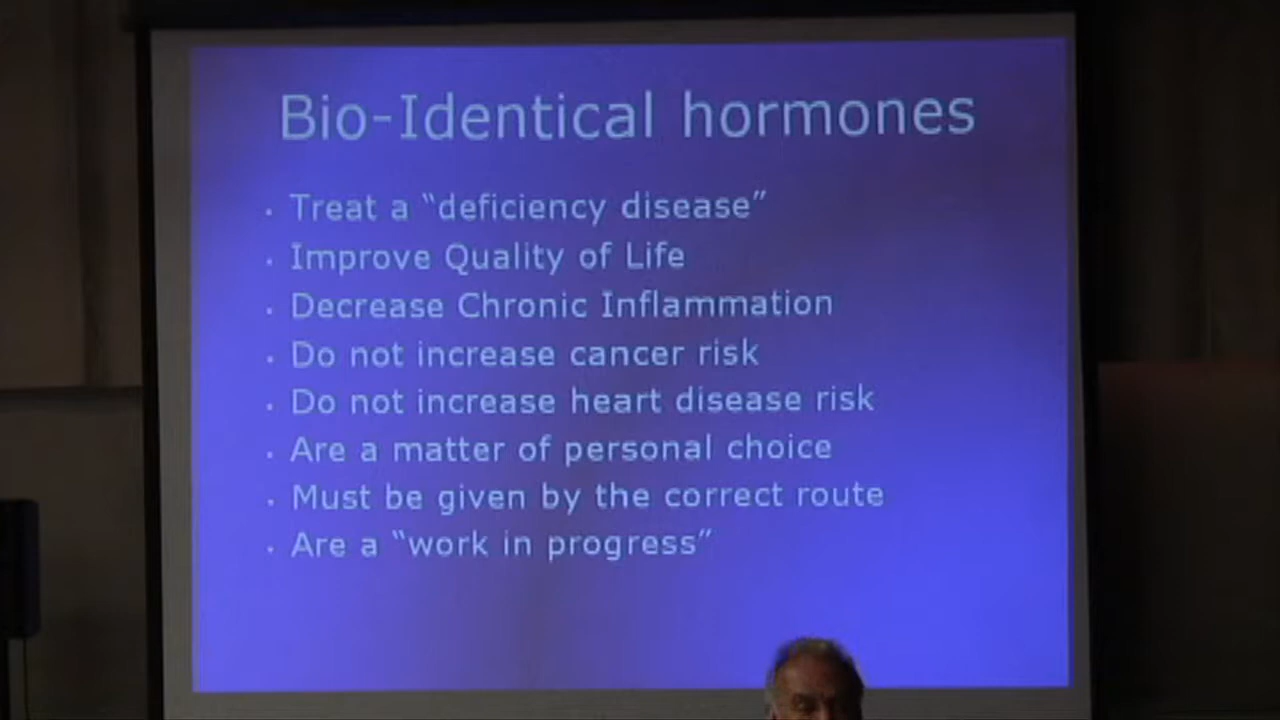 Bio-Identical hormones
· Treat a “deficiency disease”
· Improve Quality of Life
· Decrease Chronic Inflammation
· Do not increase cancer risk
· Do not increase heart disease risk
· Are a matter of personal choice
· Must be given by the correct route
· Are a “work in progress”